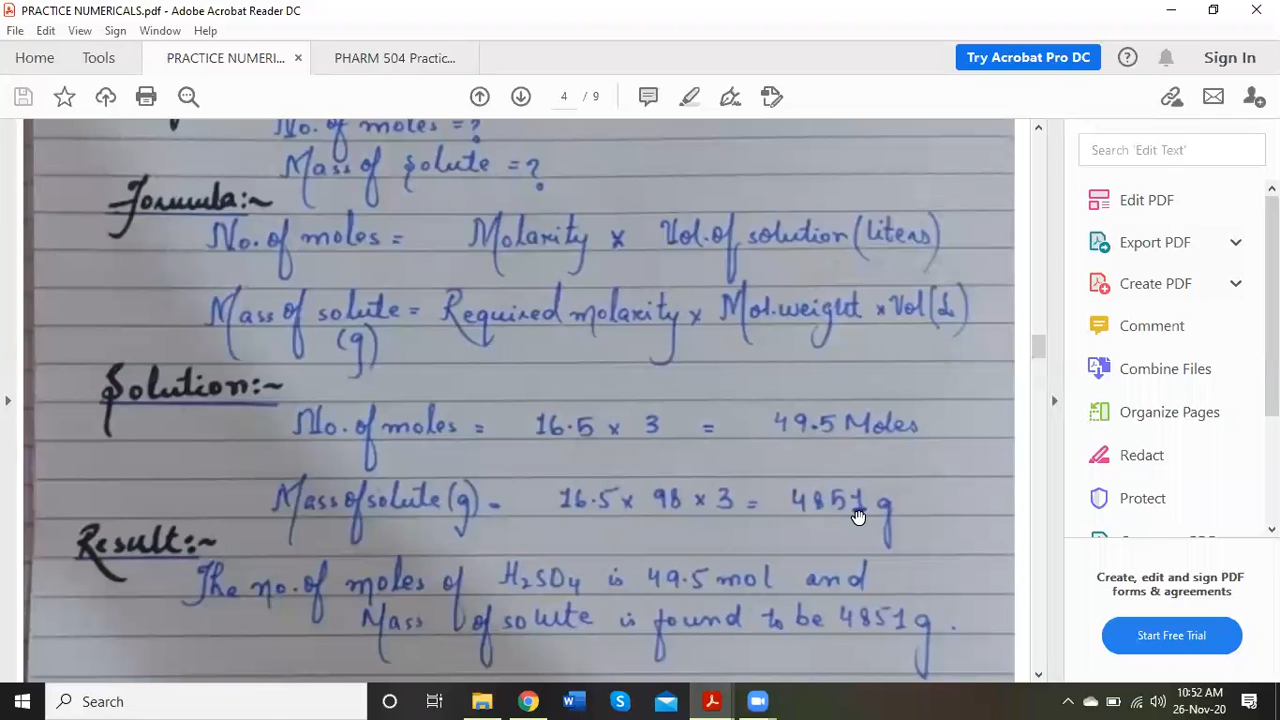 PRACTICE NUMERICALS.pdf - Adobe Acrobat Reader DC
File Edit View Sign Window Help
Home Tools PRACTICE NUMERI... × PHARM 504 Practic... Try Acrobat Pro DC Sign In
4 / 9
No. of moles = ?
Mass of solute = ?
Formula:~
No. of moles = Molarity x Vol. of solution (liters)
Mass of solute = Required molarity x Mol. weight x Vol (L)
(g)
Solution:~
No. of moles = 16.5 x 3 = 49.5 Moles
Mass of solute (g) = 16.5 x 98 x 3 = 4851 g
Result:~
The no. of moles of H2SO4 is 49.5 mol and
Mass of solute is found to be 4851 g.
Search 'Edit Text'
Edit PDF
Export PDF
Create PDF
Comment
Combine Files
Organize Pages
Redact
Protect
Create, edit and sign PDF
forms & agreements
Start Free Trial
Search
10:52 AM
26-Nov-20